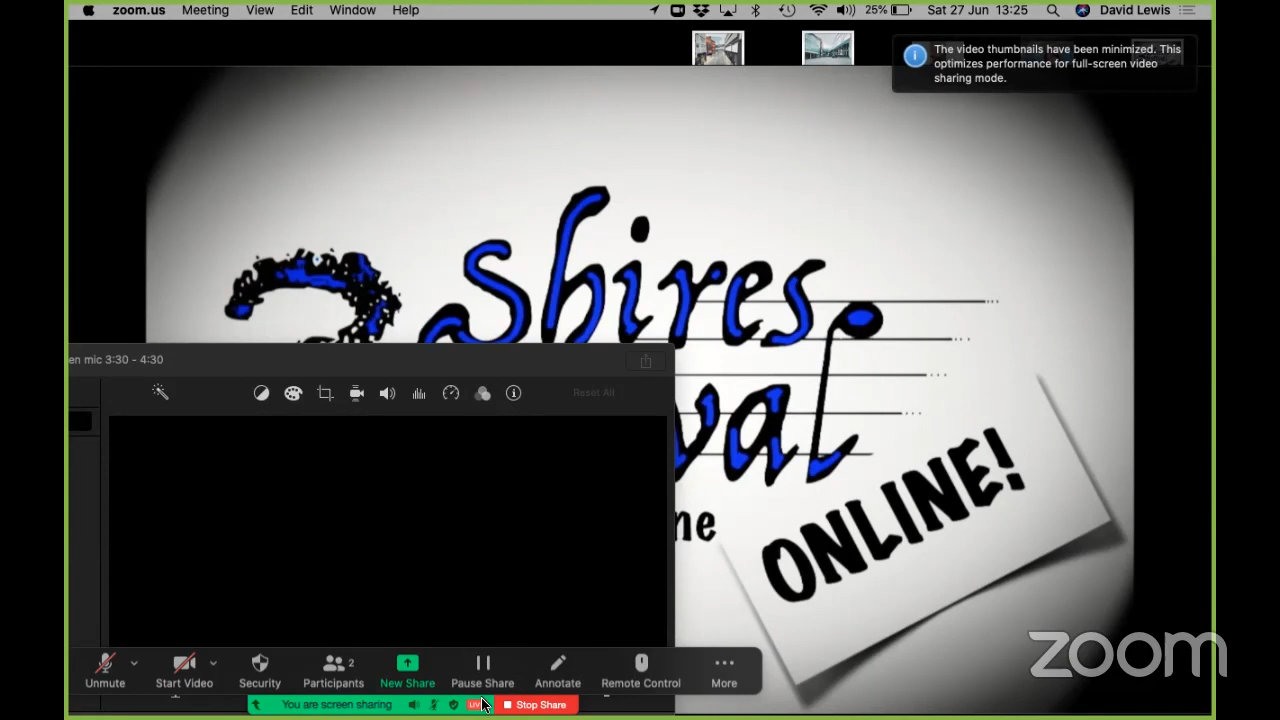 zoom.us Meeting View Edit Window Help 25% Sat 27 Jun 13:25 David Lewis
The video thumbnails have been minimized. This
optimizes performance for full-screen video
sharing mode.
Shires
val
ne
ONLINE!
en mic 3:30 - 4:30
Reset All
Unmute Start Video Security Participants 2 New Share Pause Share Annotate Remote Control More
You are screen sharing Stop Share
zoom